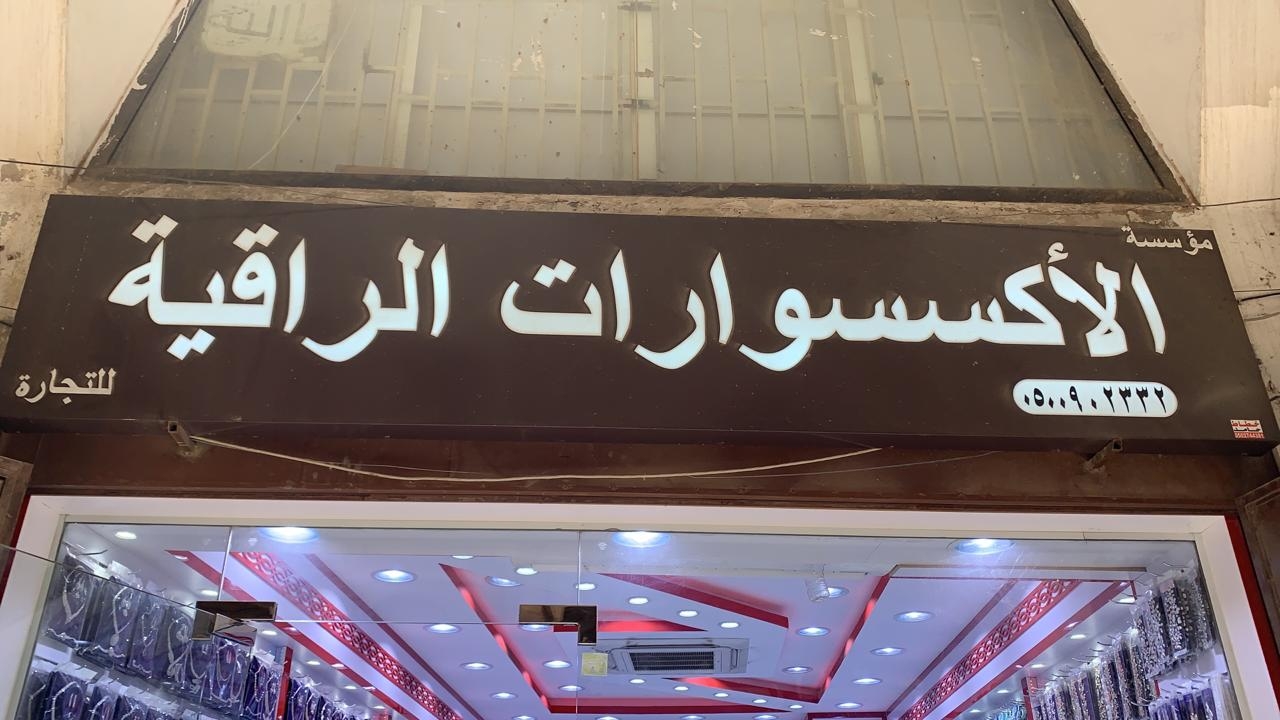 مؤسسة
الأكسسوارات الراقية
للتجارة
٠٥٠٠٩٠٢٣٣٢